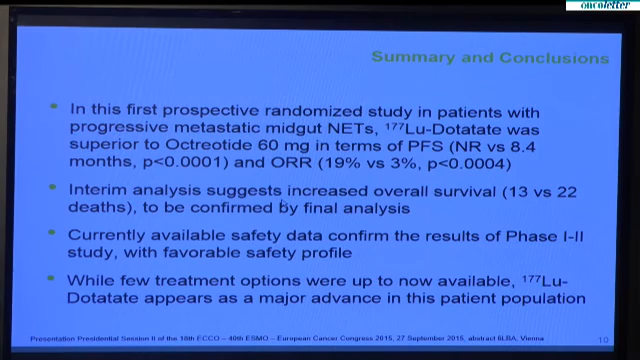 oncoletter
Summary and Conclusions
• In this first prospective randomized study in patients with
progressive metastatic midgut NETs, ¹⁷⁷Lu-Dotatate was
superior to Octreotide 60 mg in terms of PFS (NR vs 8.4
months, p<0.0001) and ORR (19% vs 3%, p<0.0004)
• Interim analysis suggests increased overall survival (13 vs 22
deaths), to be confirmed by final analysis
• Currently available safety data confirm the results of Phase I-II
study, with favorable safety profile
• While few treatment options were up to now available, ¹⁷⁷Lu-
Dotatate appears as a major advance in this patient population
Presentation Presidential Session II of the 18th ECCO – 40th ESMO – European Cancer Congress 2015, 27 September 2015, abstract 6LBA, Vienna
10